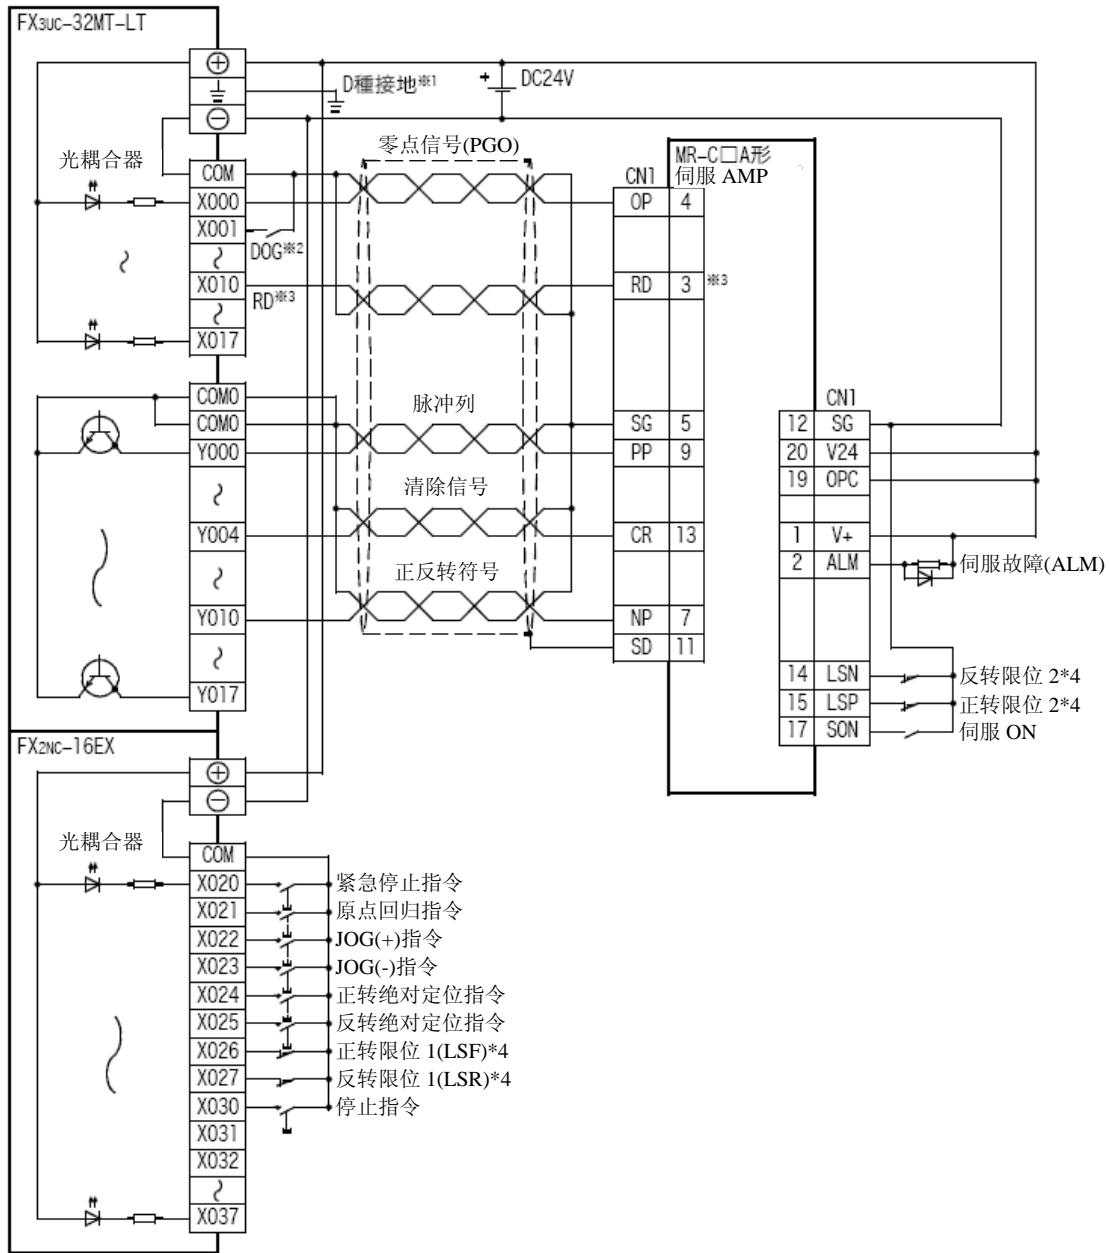 FX3UC-32MT-LT
D種接地※1
DC24V
光耦合器
COM
X000
X001
X010
X017
DOG※2
RD※3
零点信号(PGO)
MR-C□A形
伺服 AMP
CN1
OP 4
RD 3 ※3
COM0
COM0
Y000
Y004
Y010
Y017
脉冲列
清除信号
正反转符号
SG 5
PP 9
CR 13
NP 7
SD 11
CN1
12 SG
20 V24
19 OPC
1 V+
2 ALM 伺服故障(ALM)
14 LSN 反转限位 2*4
15 LSP 正转限位 2*4
17 SON 伺服 ON
FX2NC-16EX
光耦合器
COM
X020 紧急停止指令
X021 原点回归指令
X022 JOG(+)指令
X023 JOG(-)指令
X024 正转绝对定位指令
X025 反转绝对定位指令
X026 正转限位 1(LSF)*4
X027 反转限位 1(LSR)*4
X030 停止指令
X031
X032
X037